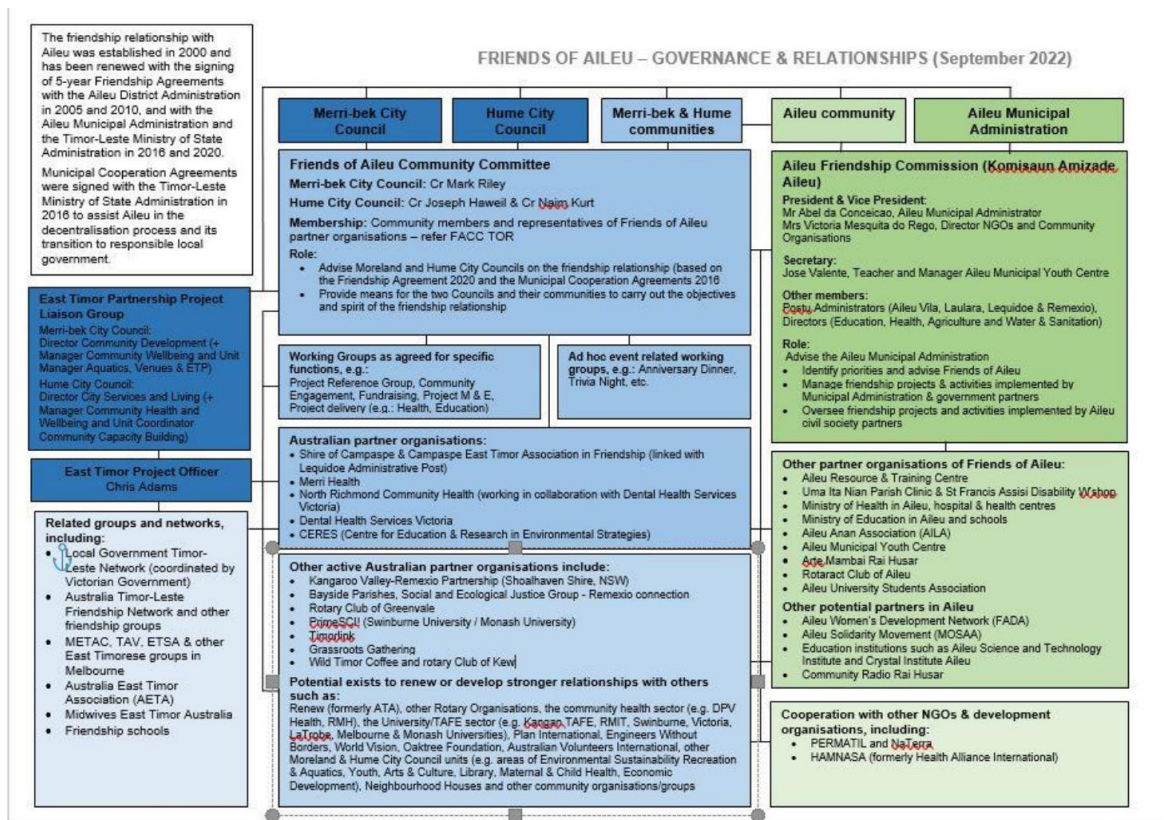 The friendship relationship with
Aileu was established in 2000 and
has been renewed with the signing
of 5-year Friendship Agreements
with the Aileu District Administration
in 2005 and 2010, and with the
Aileu Municipal Administration and
the Timor-Leste Ministry of State
Administration in 2016 and 2020.
Municipal Cooperation Agreements
were signed with the Timor-Leste
Ministry of State Administration in
2016 to assist Aileu in the
decentralisation process and its
transition to responsible local
government.
FRIENDS OF AILEU – GOVERNANCE & RELATIONSHIPS (September 2022)
Merri-bek City
Council
Hume City
Council
Merri-bek & Hume
communities
Aileu community
Aileu Municipal
Administration
East Timor Partnership Project
Liaison Group
Merri-bek City Council:
Director Community Development (+
Manager Community Wellbeing and Unit
Manager Aquatics, Venues & ETP)
Hume City Council:
Director City Services and Living (+
Manager Community Health and
Wellbeing and Unit Coordinator
Community Capacity Building)
East Timor Project Officer
Chris Adams
Related groups and networks,
including:
• Local Government Timor-
Leste Network (coordinated by
Victorian Government)
• Australia Timor-Leste
Friendship Network and other
friendship groups
• METAC, TAV, ETSA & other
East Timorese groups in
Melbourne
• Australia East Timor
Association (AETA)
• Midwives East Timor Australia
• Friendship schools
Friends of Aileu Community Committee
Merri-bek City Council: Cr Mark Riley
Hume City Council: Cr Joseph Haweil & Cr Naim Kurt
Membership: Community members and representatives of Friends of Aileu
partner organisations – refer FACC TOR
Role:
• Advise Moreland and Hume City Councils on the friendship relationship (based on
the Friendship Agreement 2020 and the Municipal Cooperation Agreements 2016
• Provide means for the two Councils and their communities to carry out the objectives
and spirit of the friendship relationship
Working Groups as agreed for specific
functions, e.g.:
Project Reference Group, Community
Engagement, Fundraising, Project M & E,
Project delivery (e.g.: Health, Education)
Ad hoc event related working
groups, e.g.: Anniversary Dinner,
Trivia Night, etc.
Australian partner organisations:
• Shire of Campaspe & Campaspe East Timor Association in Friendship (linked with
Lequidoe Administrative Post)
• Merri Health
• North Richmond Community Health (working in collaboration with Dental Health Services
Victoria)
• Dental Health Services Victoria
• CERES (Centre for Education & Research in Environmental Strategies)
Other active Australian partner organisations include:
• Kangaroo Valley-Remexio Partnership (Shoalhaven Shire, NSW)
• Bayside Parishes, Social and Ecological Justice Group - Remexio connection
• Rotary Club of Greenvale
• PrimeSCI! (Swinburne University / Monash University)
• Timorlink
• Grassroots Gathering
• Wild Timor Coffee and rotary Club of Kew
Potential exists to renew or develop stronger relationships with others
such as:
Renew (formerly ATA), other Rotary Organisations, the community health sector (e.g. DPV
Health, RMH), the University/TAFE sector (e.g. Kangan TAFE, RMIT, Swinburne, Victoria,
LaTrobe, Melbourne & Monash Universities), Plan International, Engineers Without
Borders, World Vision, Oaktree Foundation, Australian Volunteers International, other
Moreland & Hume City Council units (e.g. areas of Environmental Sustainability Recreation
& Aquatics, Youth, Arts & Culture, Library, Maternal & Child Health, Economic
Development), Neighbourhood Houses and other community organisations/groups
Aileu Friendship Commission (Komisaun Amizade
Aileu)
President & Vice President:
Mr Abel da Conceicao, Aileu Municipal Administrator
Mrs Victoria Mesquita do Rego, Director NGOs and Community
Organisations
Secretary:
Jose Valente, Teacher and Manager Aileu Municipal Youth Centre
Other members:
Postu Administrators (Aileu Vila, Laulara, Lequidoe & Remexio),
Directors (Education, Health, Agriculture and Water & Sanitation)
Role:
Advise the Aileu Municipal Administration
• Identify priorities and advise Friends of Aileu
• Manage friendship projects & activities implemented by
Municipal Administration & government partners
• Oversee friendship projects and activities implemented by Aileu
civil society partners
Other partner organisations of Friends of Aileu:
• Aileu Resource & Training Centre
• Uma Ita Nian Parish Clinic & St Francis Assisi Disability W'shop
• Ministry of Health in Aileu, hospital & health centres
• Ministry of Education in Aileu and schools
• Aileu Anan Association (AILA)
• Aileu Municipal Youth Centre
• Arte Mambai Rai Husar
• Rotaract Club of Aileu
• Aileu University Students Association
Other potential partners in Aileu
• Aileu Women's Development Network (FADA)
• Aileu Solidarity Movement (MOSAA)
• Education institutions such as Aileu Science and Technology
Institute and Crystal Institute Aileu
• Community Radio Rai Husar
Cooperation with other NGOs & development
organisations, including:
• PERMATIL and NaTerra
• HAMNASA (formerly Health Alliance International)